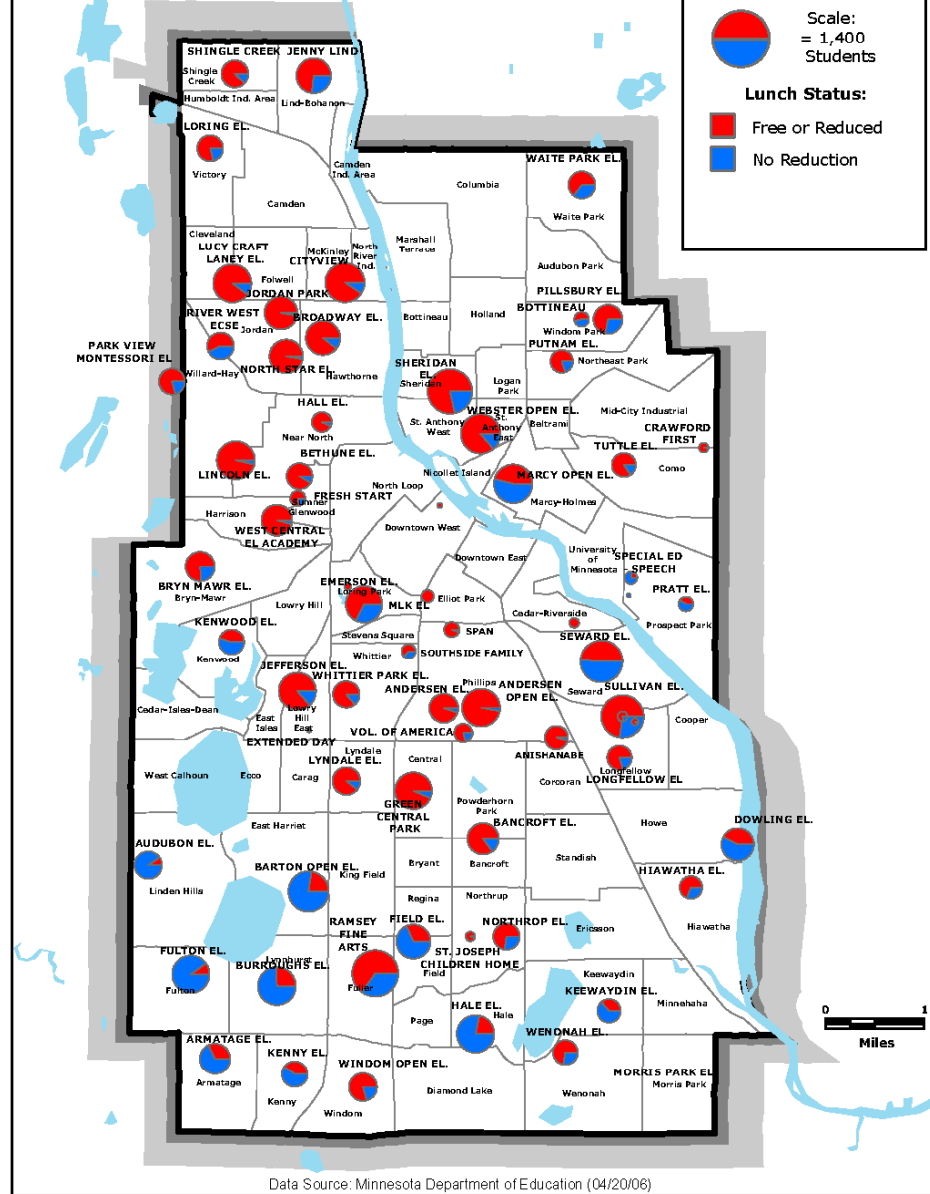 Scale:
= 1,400
Students
Lunch Status:
Free or Reduced
No Reduction
SHINGLE CREEK
JENNY LIND
Shingle
Creek
Humboldt Ind. Area
Lind-Bohanon
LORING EL.
Victory
Camden
Ind. Area
Camden
Columbia
WAITE PARK EL.
Waite Park
Cleveland
LUCY CRAFT
LANEY EL.
Folwell
McKinley
CITYVIEW
North
River
Ind.
Marshall
Terrace
Audubon Park
JORDAN PARK
PILLSBURY EL.
BOTTINEAU
RIVER WEST
ECSE
Jordan
BROADWAY EL.
Bottineau
Holland
Windom Park
PUTNAM EL.
PARK VIEW
MONTESSORI EL
Willard-Hay
NORTH STAR EL.
Hawthorne
SHERIDAN
EL.
Sheridan
Northeast Park
Logan
Park
HALL EL.
Near North
St. Anthony
West
WEBSTER OPEN EL.
St.
Anthony
East
Beltrami
Mid-City Industrial
CRAWFORD
FIRST
BETHUNE EL.
TUTTLE EL.
Como
LINCOLN EL.
Nicollet Island
MARCY OPEN EL.
North Loop
FRESH START
Sumner
Glenwood
Marcy-Holmes
Harrison
WEST CENTRAL
EL ACADEMY
Downtown West
Downtown East
University
of
Minnesota
SPECIAL ED
SPEECH
BRYN MAWR EL.
Bryn-Mawr
EMERSON EL.
Loring Park
MLK EL
Elliot Park
PRATT EL.
Lowry Hill
Cedar-Riverside
Prospect Park
KENWOOD EL.
Kenwood
Stevens Square
SPAN
SEWARD EL.
Whittier
SOUTHSIDE FAMILY
JEFFERSON EL.
WHITTIER PARK EL.
Phillips
ANDERSEN EL.
ANDERSEN
OPEN EL.
Seward
SULLIVAN EL.
Cedar-Isles-Dean
East
Isles
Lowry
Hill
East
Cooper
VOL. OF AMERICA
EXTENDED DAY
ANISHANABE
Lyndale
LYNDALE EL.
Central
Longfellow
LONGFELLOW EL
West Calhoun
Ecco
Carag
Corcoran
GREEN
CENTRAL
PARK
Powderhorn
Park
East Harriet
BANCROFT EL.
Howe
DOWLING EL.
AUDUBON EL.
Linden Hills
BARTON OPEN EL.
King Field
Bryant
Bancroft
Standish
HIAWATHA EL.
Regina
Northrup
RAMSEY
FINE
ARTS
FIELD EL.
NORTHROP EL.
Ericsson
Hiawatha
FULTON EL.
Fulton
Lynnhurst
BURROUGHS EL.
ST. JOSEPH
CHILDREN HOME
Fuller
Field
Keewaydin
KEEWAYDIN EL.
Minnehaha
Page
HALE EL.
Hale
WENONAH EL.
0
1
Miles
ARMATAGE EL.
Armatage
KENNY EL.
Kenny
WINDOM OPEN EL.
Windom
Diamond Lake
Wenonah
MORRIS PARK EL
Morris Park
Data Source: Minnesota Department of Education (04/20/06)